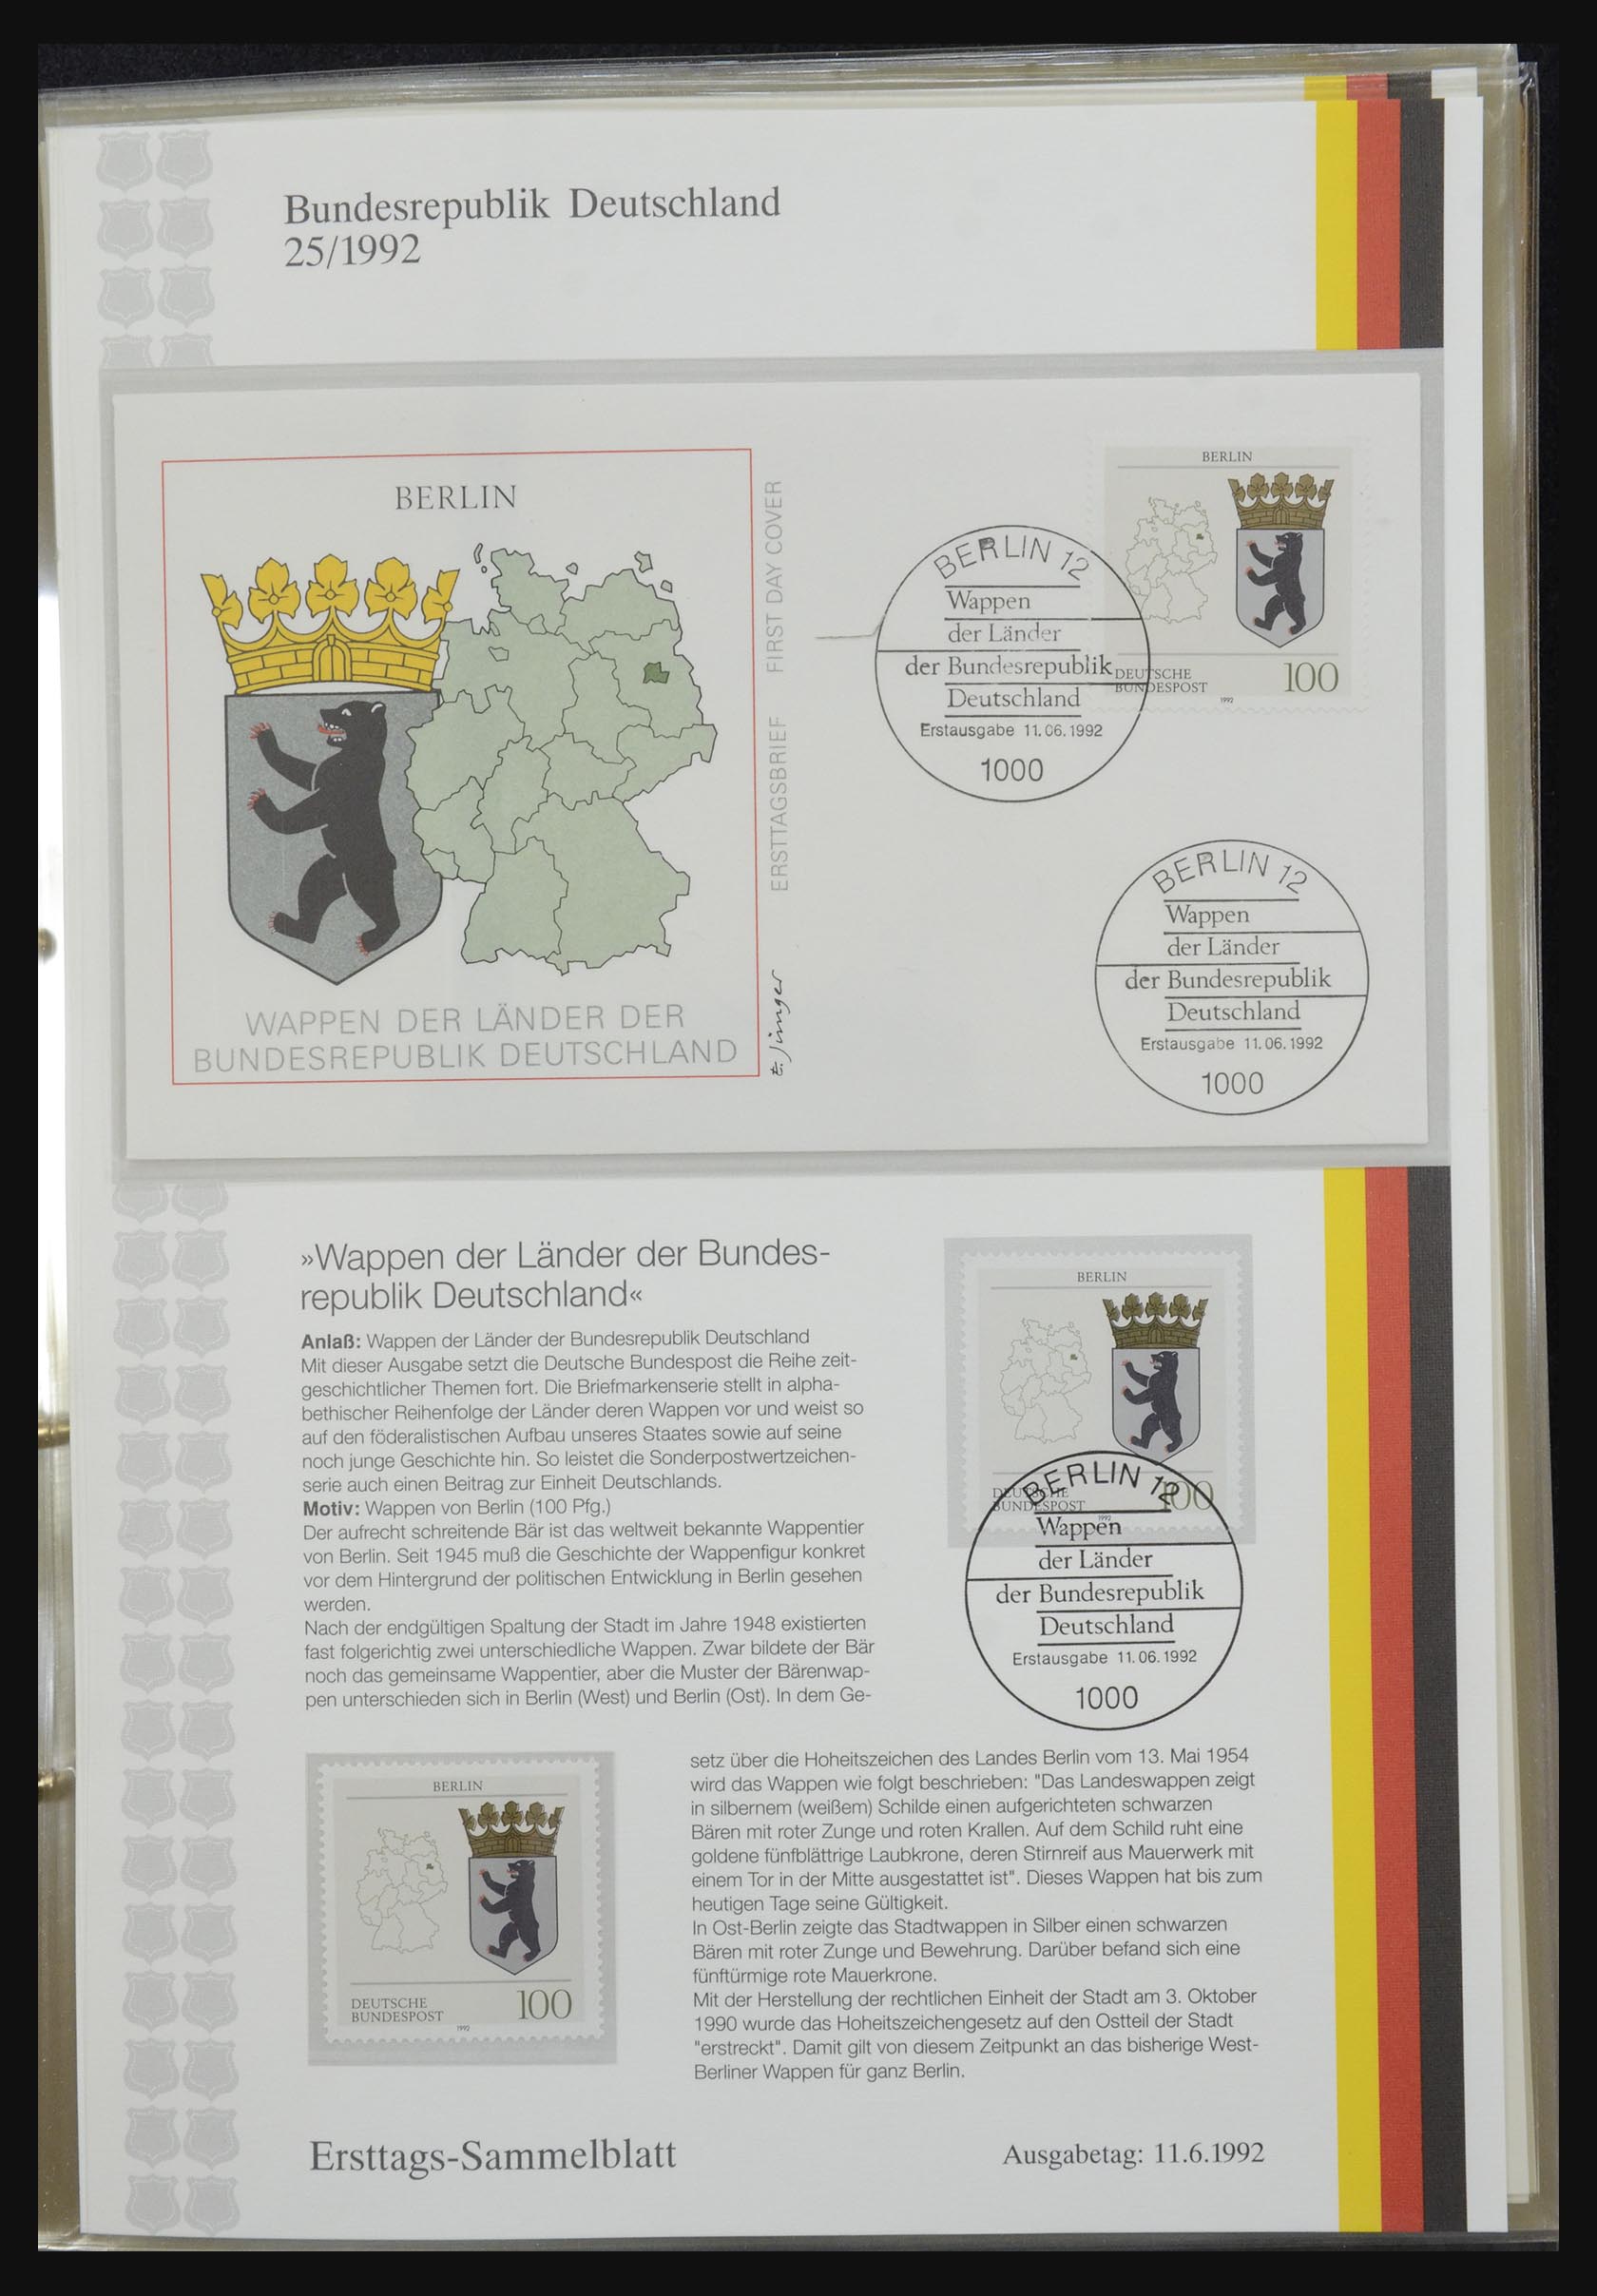 Bundesrepublik Deutschland
25/1992
BERLIN
WAPPEN DER LÄNDER DER
BUNDESREPUBLIK DEUTSCHLAND
ERSTTAGSBRIEF FIRST DAY COVER
E. Jünger
BERLIN
DEUTSCHE
BUNDESPOST
100
1992
BERLIN 12
Wappen
der Länder
der Bundesrepublik
Deutschland
Erstausgabe 11.06.1992
1000
BERLIN 12
Wappen
der Länder
der Bundesrepublik
Deutschland
Erstausgabe 11.06.1992
1000
»Wappen der Länder der Bundes-
republik Deutschland«
Anlaß: Wappen der Länder der Bundesrepublik Deutschland
Mit dieser Ausgabe setzt die Deutsche Bundespost die Reihe zeit-
geschichtlicher Themen fort. Die Briefmarkenserie stellt in alpha-
bethischer Reihenfolge der Länder deren Wappen vor und weist so
auf den föderalistischen Aufbau unseres Staates sowie auf seine
noch junge Geschichte hin. So leistet die Sonderpostwertzeichen-
serie auch einen Beitrag zur Einheit Deutschlands.
Motiv: Wappen von Berlin (100 Pfg.)
Der aufrecht schreitende Bär ist das weltweit bekannte Wappentier
von Berlin. Seit 1945 muß die Geschichte der Wappenfigur konkret
vor dem Hintergrund der politischen Entwicklung in Berlin gesehen
werden.
Nach der endgültigen Spaltung der Stadt im Jahre 1948 existierten
fast folgerichtig zwei unterschiedliche Wappen. Zwar bildete der Bär
noch das gemeinsame Wappentier, aber die Muster der Bärenwap-
pen unterschieden sich in Berlin (West) und Berlin (Ost). In dem Ge-
BERLIN
DEUTSCHE
BUNDESPOST
100
1992
BERLIN 12
Wappen
der Länder
der Bundesrepublik
Deutschland
Erstausgabe 11.06.1992
1000
BERLIN
DEUTSCHE
BUNDESPOST
100
1992
setz über die Hoheitszeichen des Landes Berlin vom 13. Mai 1954
wird das Wappen wie folgt beschrieben: "Das Landeswappen zeigt
in silbernem (weißem) Schilde einen aufgerichteten schwarzen
Bären mit roter Zunge und roten Krallen. Auf dem Schild ruht eine
goldene fünfblättrige Laubkrone, deren Stirnreif aus Mauerwerk mit
einem Tor in der Mitte ausgestattet ist". Dieses Wappen hat bis zum
heutigen Tage seine Gültigkeit.
In Ost-Berlin zeigte das Stadtwappen in Silber einen schwarzen
Bären mit roter Zunge und Bewehrung. Darüber befand sich eine
fünftürmige rote Mauerkrone.
Mit der Herstellung der rechtlichen Einheit der Stadt am 3. Oktober
1990 wurde das Hoheitszeichengesetz auf den Ostteil der Stadt
"erstreckt". Damit gilt von diesem Zeitpunkt an das bisherige West-
Berliner Wappen für ganz Berlin.
Ersttags-Sammelblatt
Ausgabetag: 11.6.1992